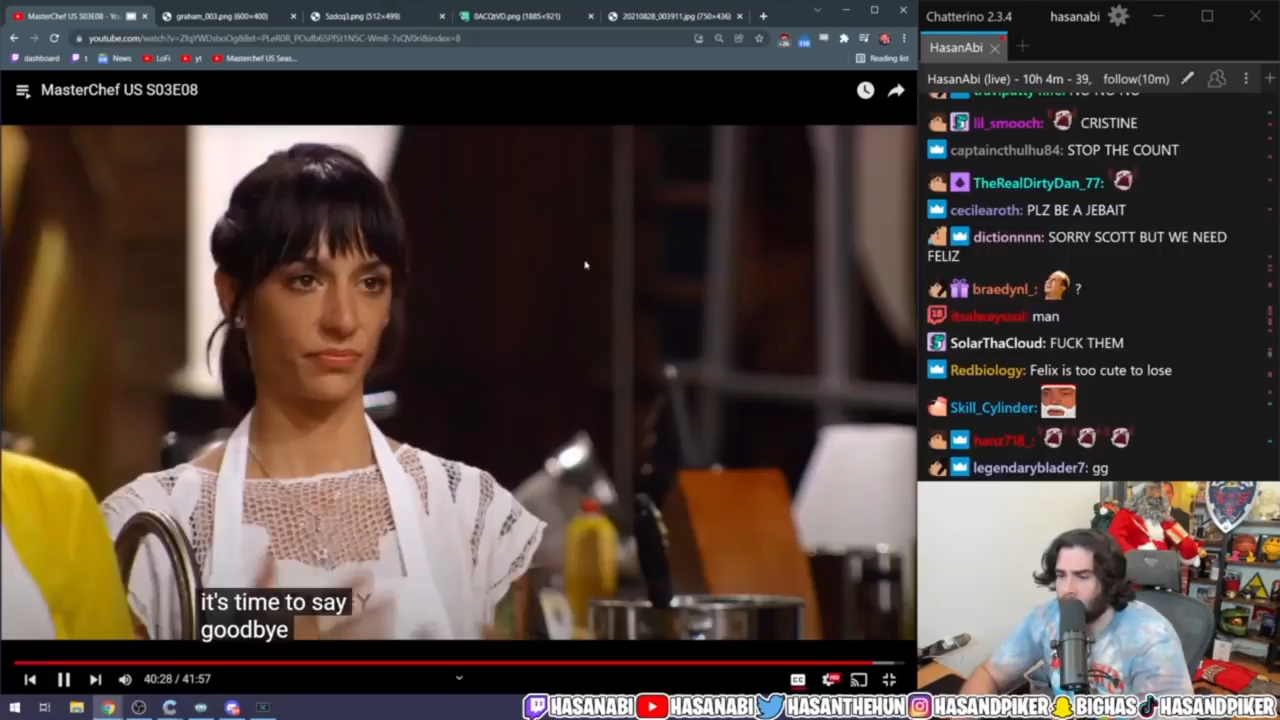 MasterChef US S03E08 - You
graham_003.png (600×400)
5zdcq3.png (512×499)
0ACQtVD.png (1885×921)
20210828_003911.jpg (750×436)
dashboard
t
News
LoFi
yt
Masterchef US Seas...
Reading list
MasterChef US S03E08
it's time to say
goodbye
40:28 / 41:57
CC
HD
Chatterino 2.3.4
hasanabi
HasanAbi
HasanAbi (live) - 10h 4m - 39,
follow(10m)
lil_smooch: CRISTINE
captaincthulhu84: STOP THE COUNT
TheRealDirtyDan_77:
cecilearoth: PLZ BE A JEBAIT
dictionnnn: SORRY SCOTT BUT WE NEED
FELIZ
braedynl_: ?
man
SolarThaCloud: FUCK THEM
Redbiology: Felix is too cute to lose
Skill_Cylinder:
hanz718_:
legendaryblader7: gg
HASANABI HASANABI HASANTHEHUN HASANDPIKER BIGHAS HASANDPIKER